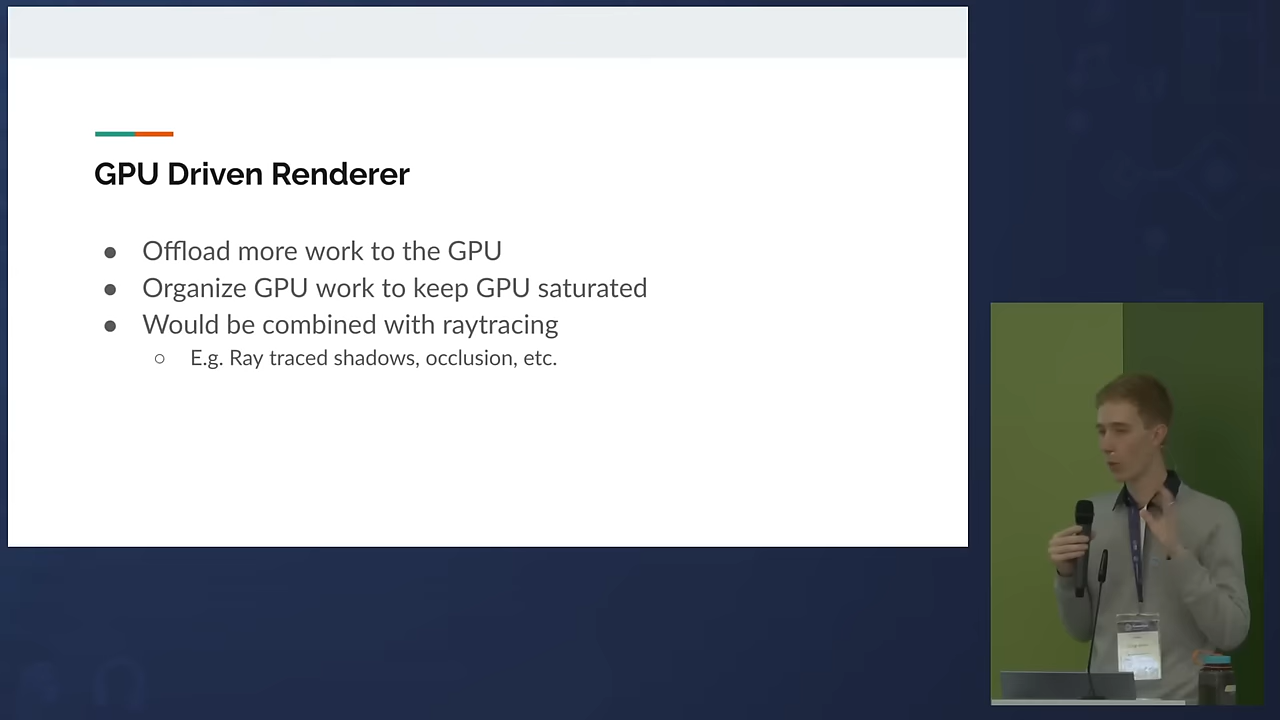 GPU Driven Renderer
● Offload more work to the GPU
● Organize GPU work to keep GPU saturated
● Would be combined with raytracing
○ E.g. Ray traced shadows, occlusion, etc.